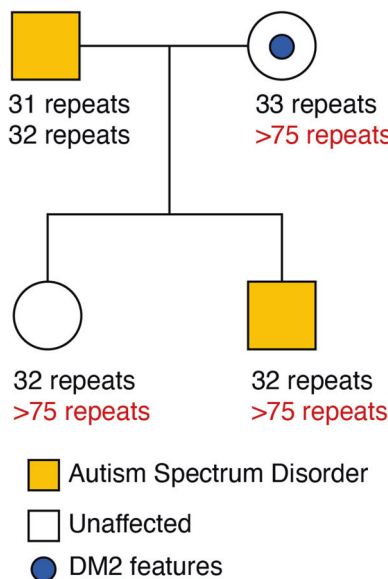 31 repeats
32 repeats
33 repeats
>75 repeats
32 repeats
>75 repeats
32 repeats
>75 repeats
Autism Spectrum Disorder
Unaffected
DM2 features